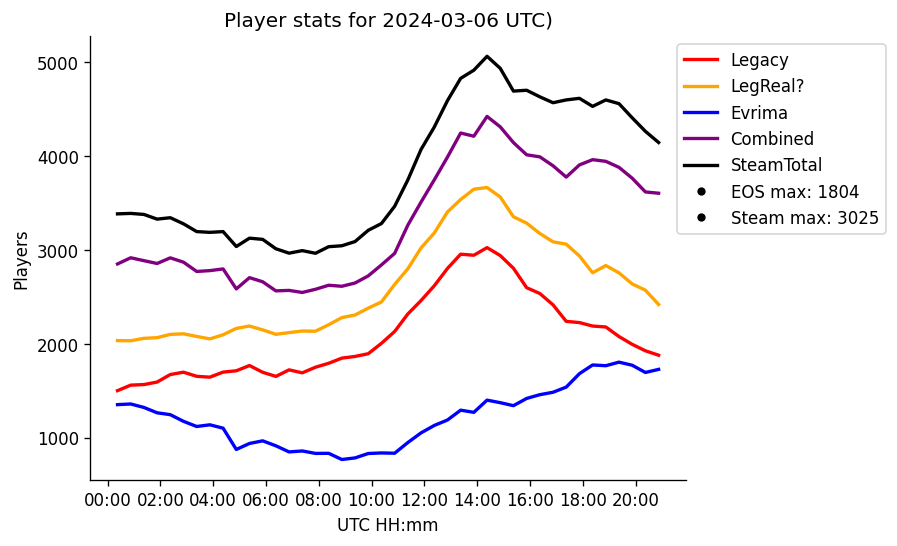 Player stats for 2024-03-06 UTC)
5000
4000
3000
2000
1000
Players
00:00 02:00 04:00 06:00 08:00 10:00 12:00 14:00 16:00 18:00 20:00
UTC HH:mm
Legacy
LegReal?
Evrima
Combined
SteamTotal
EOS max: 1804
Steam max: 3025